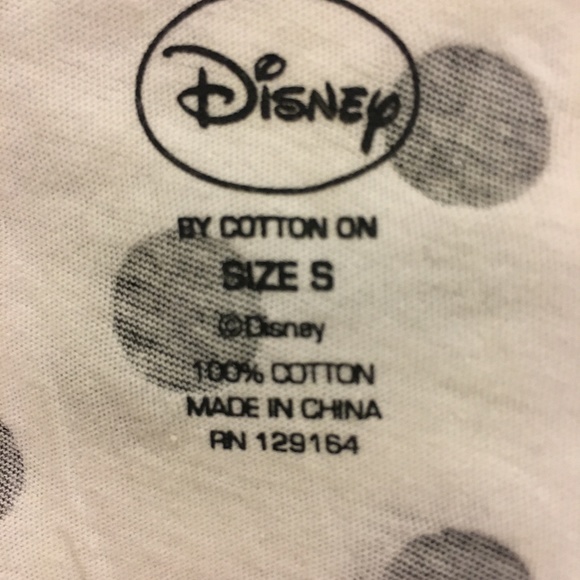 Disney
BY COTTON ON
SIZE S
©Disney
100% COTTON
MADE IN CHINA
RN 129164